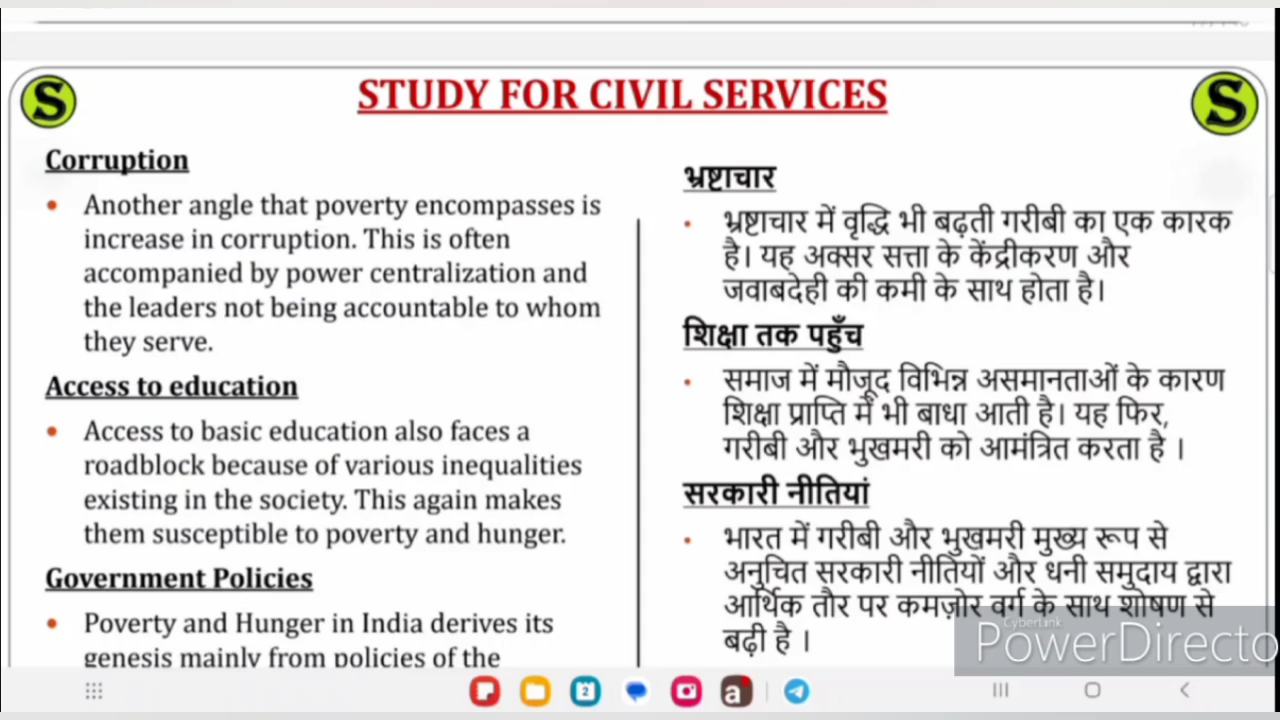 S
STUDY FOR CIVIL SERVICES
S
Corruption
• Another angle that poverty encompasses is
increase in corruption. This is often
accompanied by power centralization and
the leaders not being accountable to whom
they serve.
Access to education
• Access to basic education also faces a
roadblock because of various inequalities
existing in the society. This again makes
them susceptible to poverty and hunger.
Government Policies
• Poverty and Hunger in India derives its
genesis mainly from policies of the
भ्रष्टाचार
• भ्रष्टाचार में वृद्धि भी बढ़ती गरीबी का एक कारक
है। यह अक्सर सत्ता के केंद्रीकरण और
जवाबदेही की कमी के साथ होता है।
शिक्षा तक पहुँच
• समाज में मौजूद विभिन्न असमानताओं के कारण
शिक्षा प्राप्ति में भी बाधा आती है। यह फिर,
गरीबी और भुखमरी को आमंत्रित करता है ।
सरकारी नीतियां
• भारत में गरीबी और भुखमरी मुख्य रूप से
अनुचित सरकारी नीतियों और धनी समुदाय द्वारा
आर्थिक तौर पर कमज़ोर वर्ग के साथ शोषण से
बढ़ी है ।
CyberLink
PowerDirecto
2
a